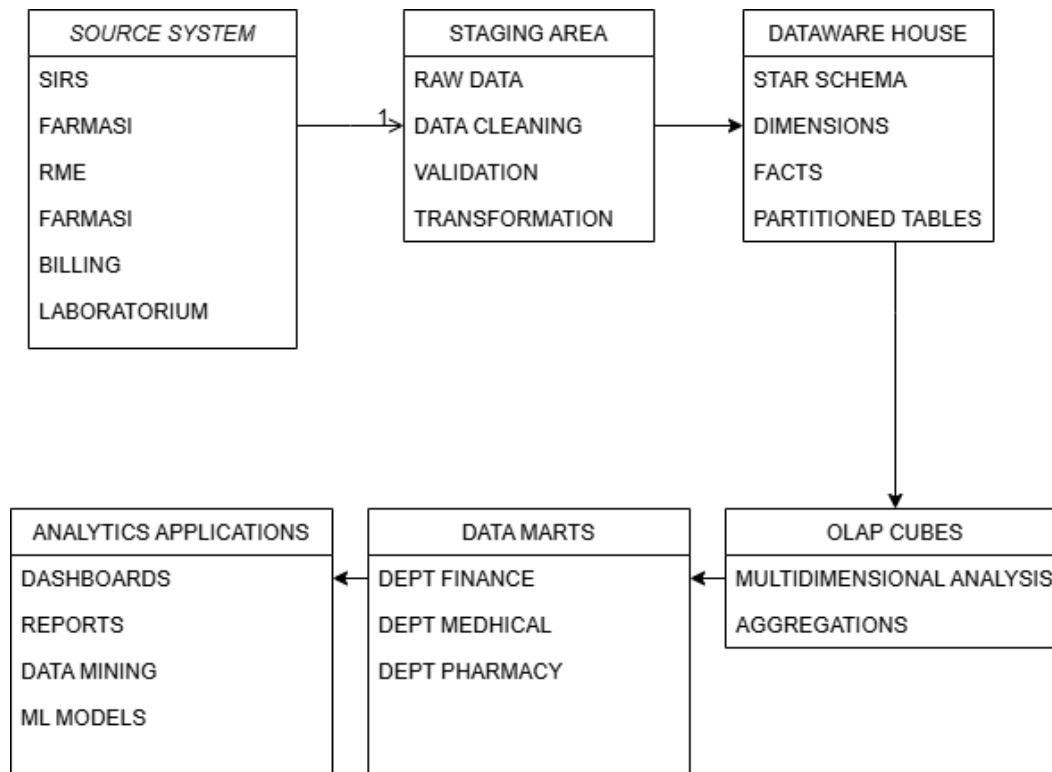 SOURCE SYSTEM
SIRS
FARMASI
RME
FARMASI
BILLING
LABORATORIUM
1
STAGING AREA
RAW DATA
DATA CLEANING
VALIDATION
TRANSFORMATION
DATAWARE HOUSE
STAR SCHEMA
DIMENSIONS
FACTS
PARTITIONED TABLES
ANALYTICS APPLICATIONS
DASHBOARDS
REPORTS
DATA MINING
ML MODELS
DATA MARTS
DEPT FINANCE
DEPT MEDHICAL
DEPT PHARMACY
OLAP CUBES
MULTIDIMENSIONAL ANALYSIS
AGGREGATIONS